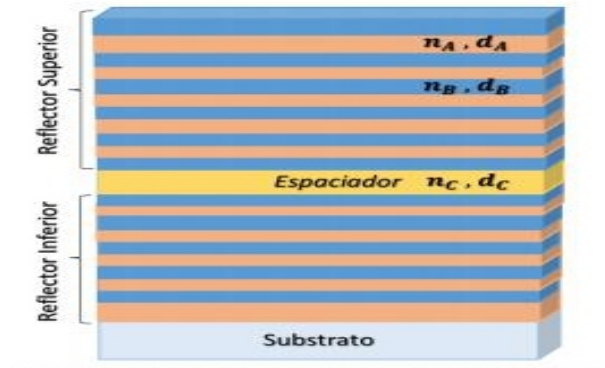 Reflector Superior
n_A , d_A
n_B , d_B
Espaciador n_C , d_C
Reflector Inferior
Substrato